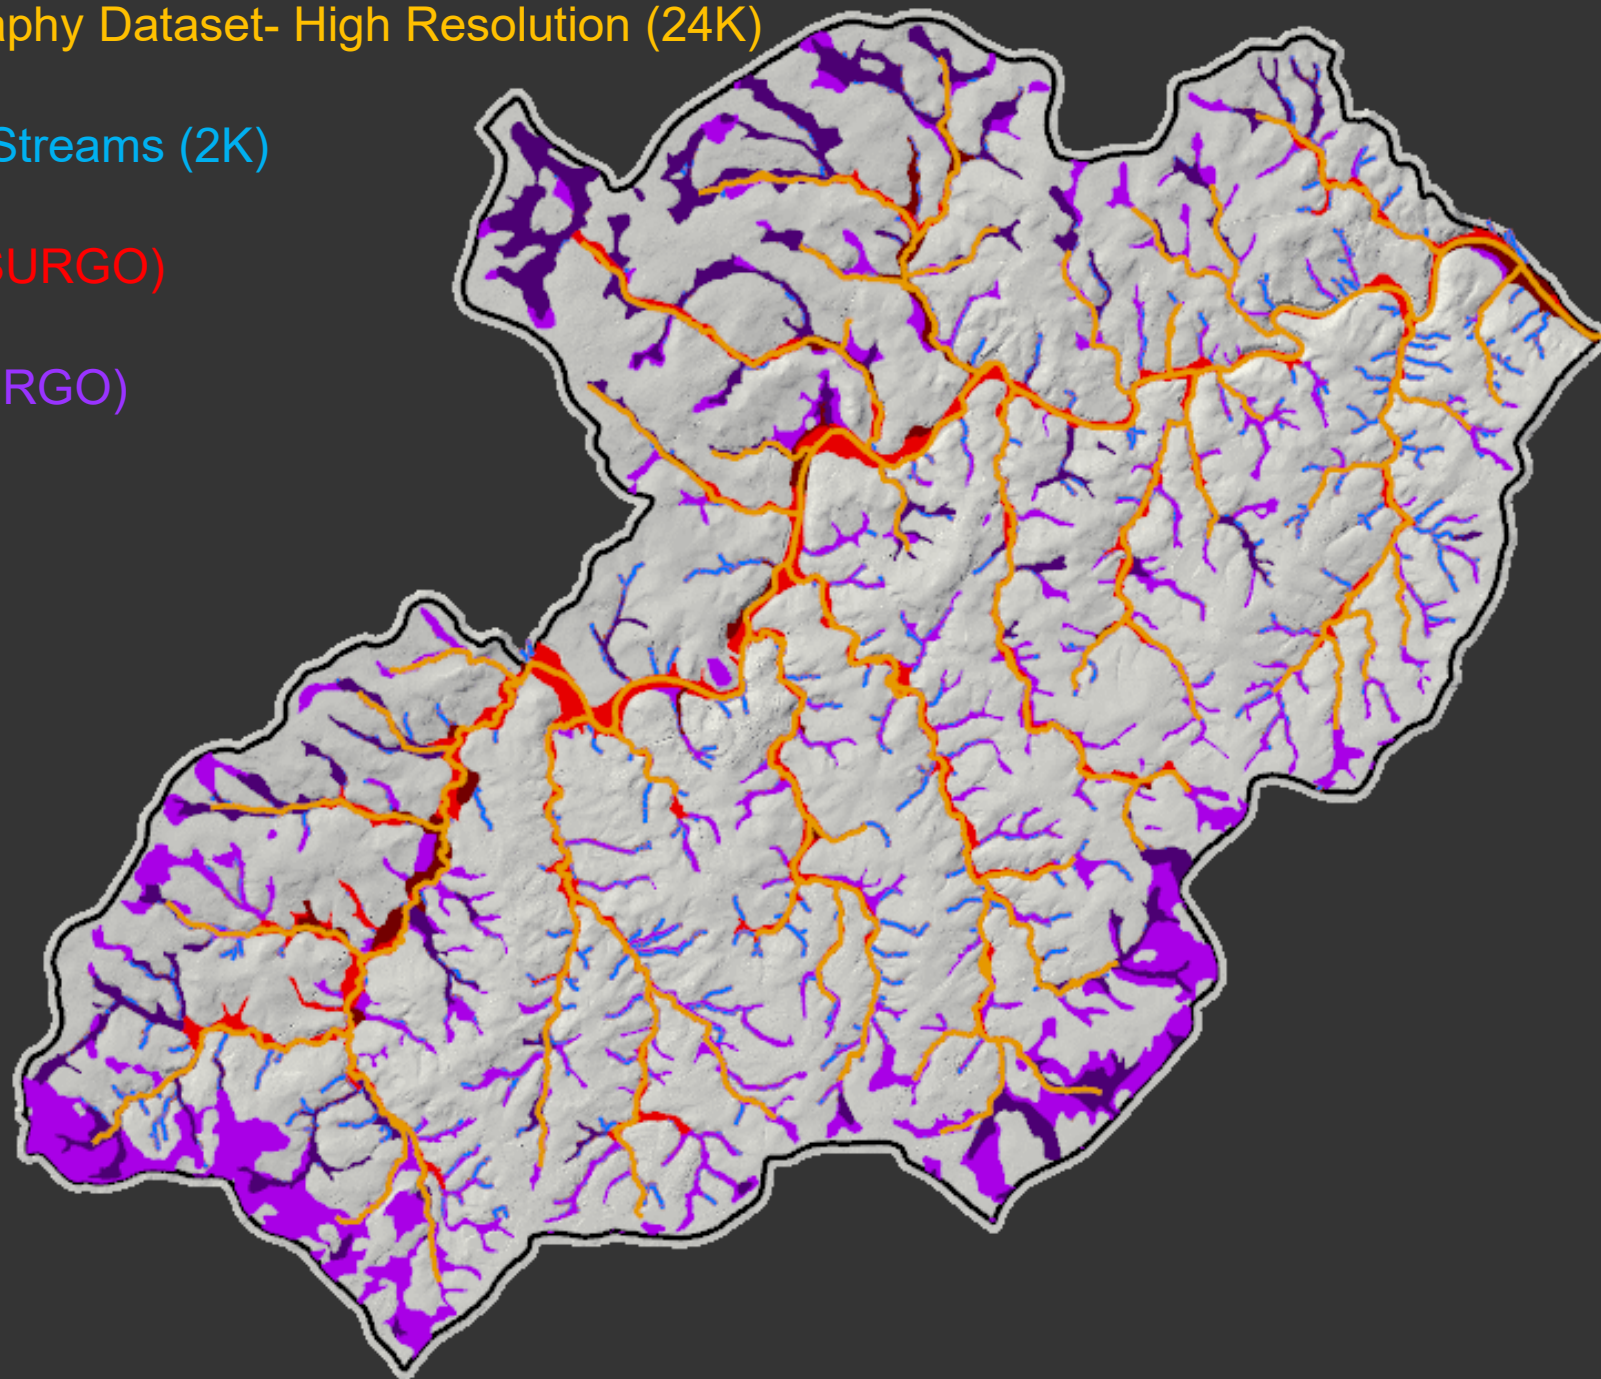 aphy Dataset- High Resolution (24K)
Streams (2K)
SURGO)
RGO)